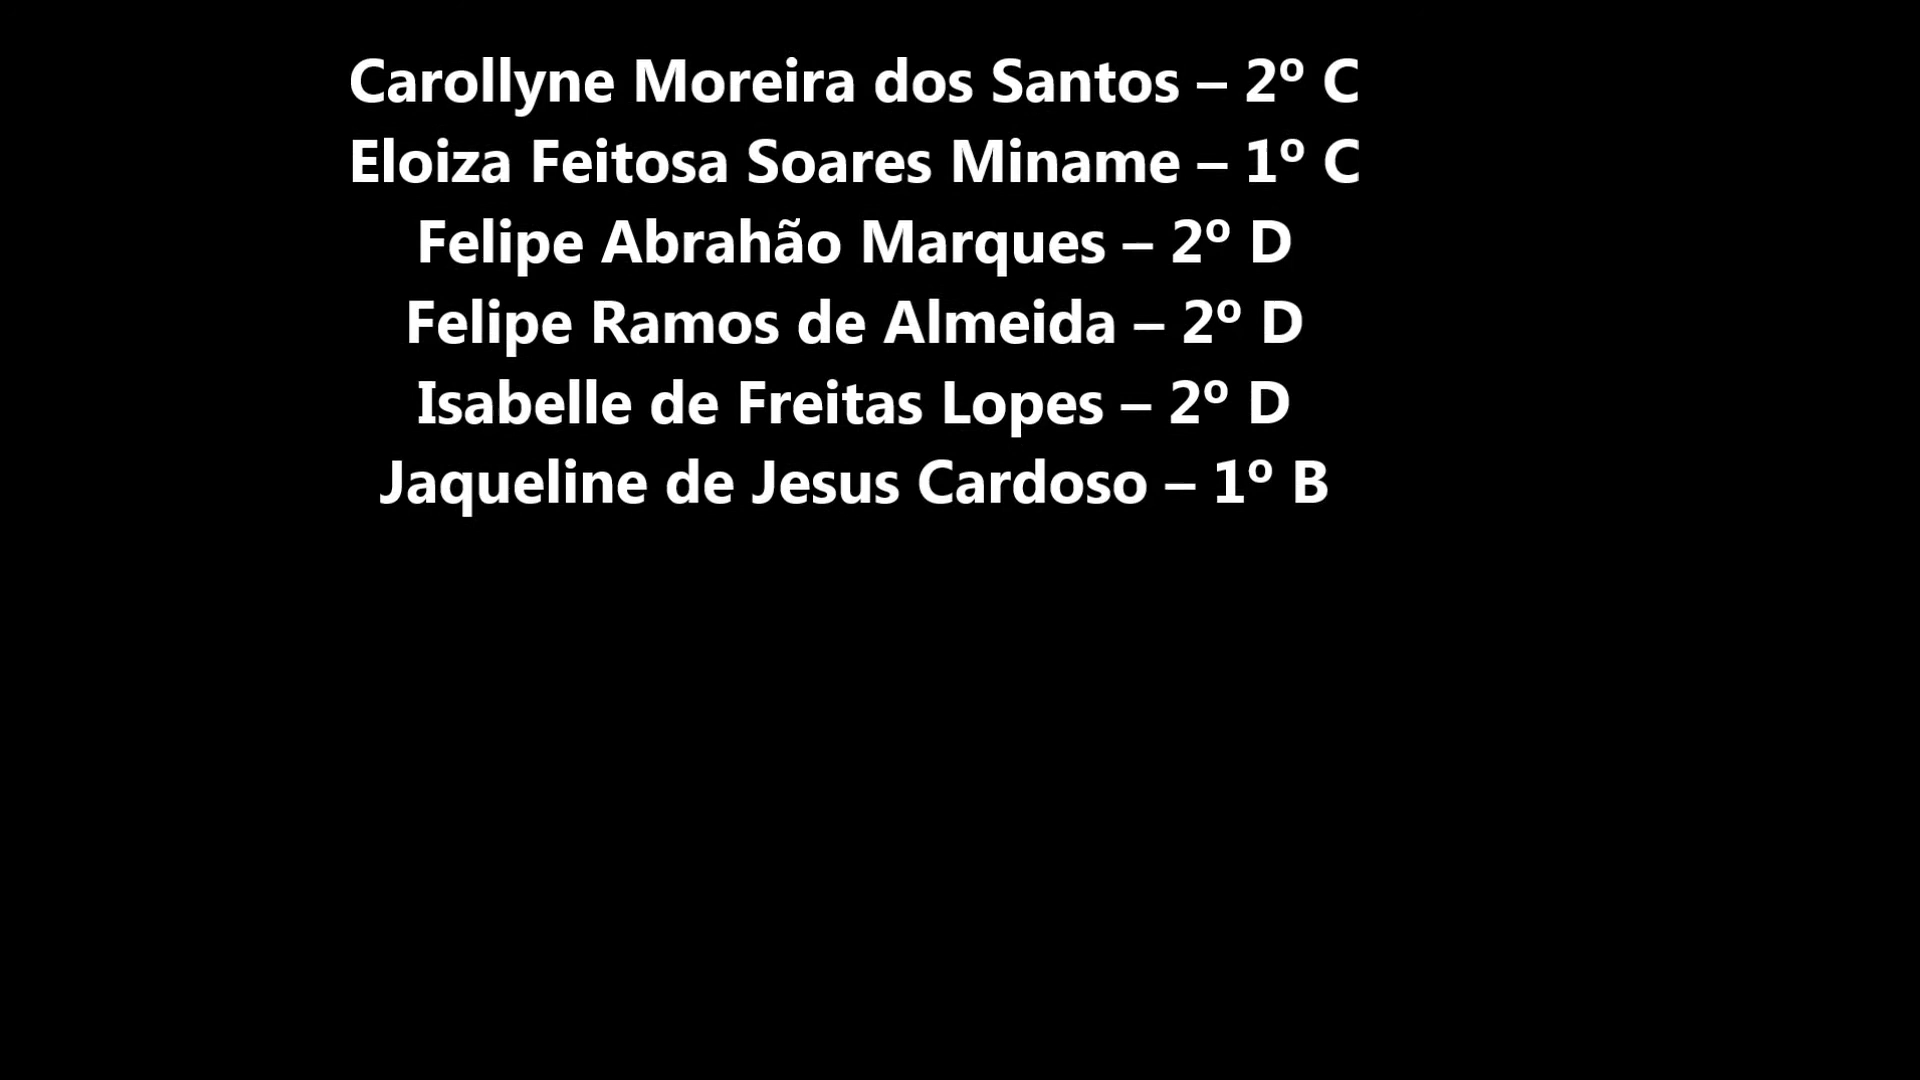 Carollyne Moreira dos Santos – 2º C
Eloiza Feitosa Soares Miname – 1º C
Felipe Abrahão Marques – 2º D
Felipe Ramos de Almeida – 2º D
Isabelle de Freitas Lopes – 2º D
Jaqueline de Jesus Cardoso – 1º B